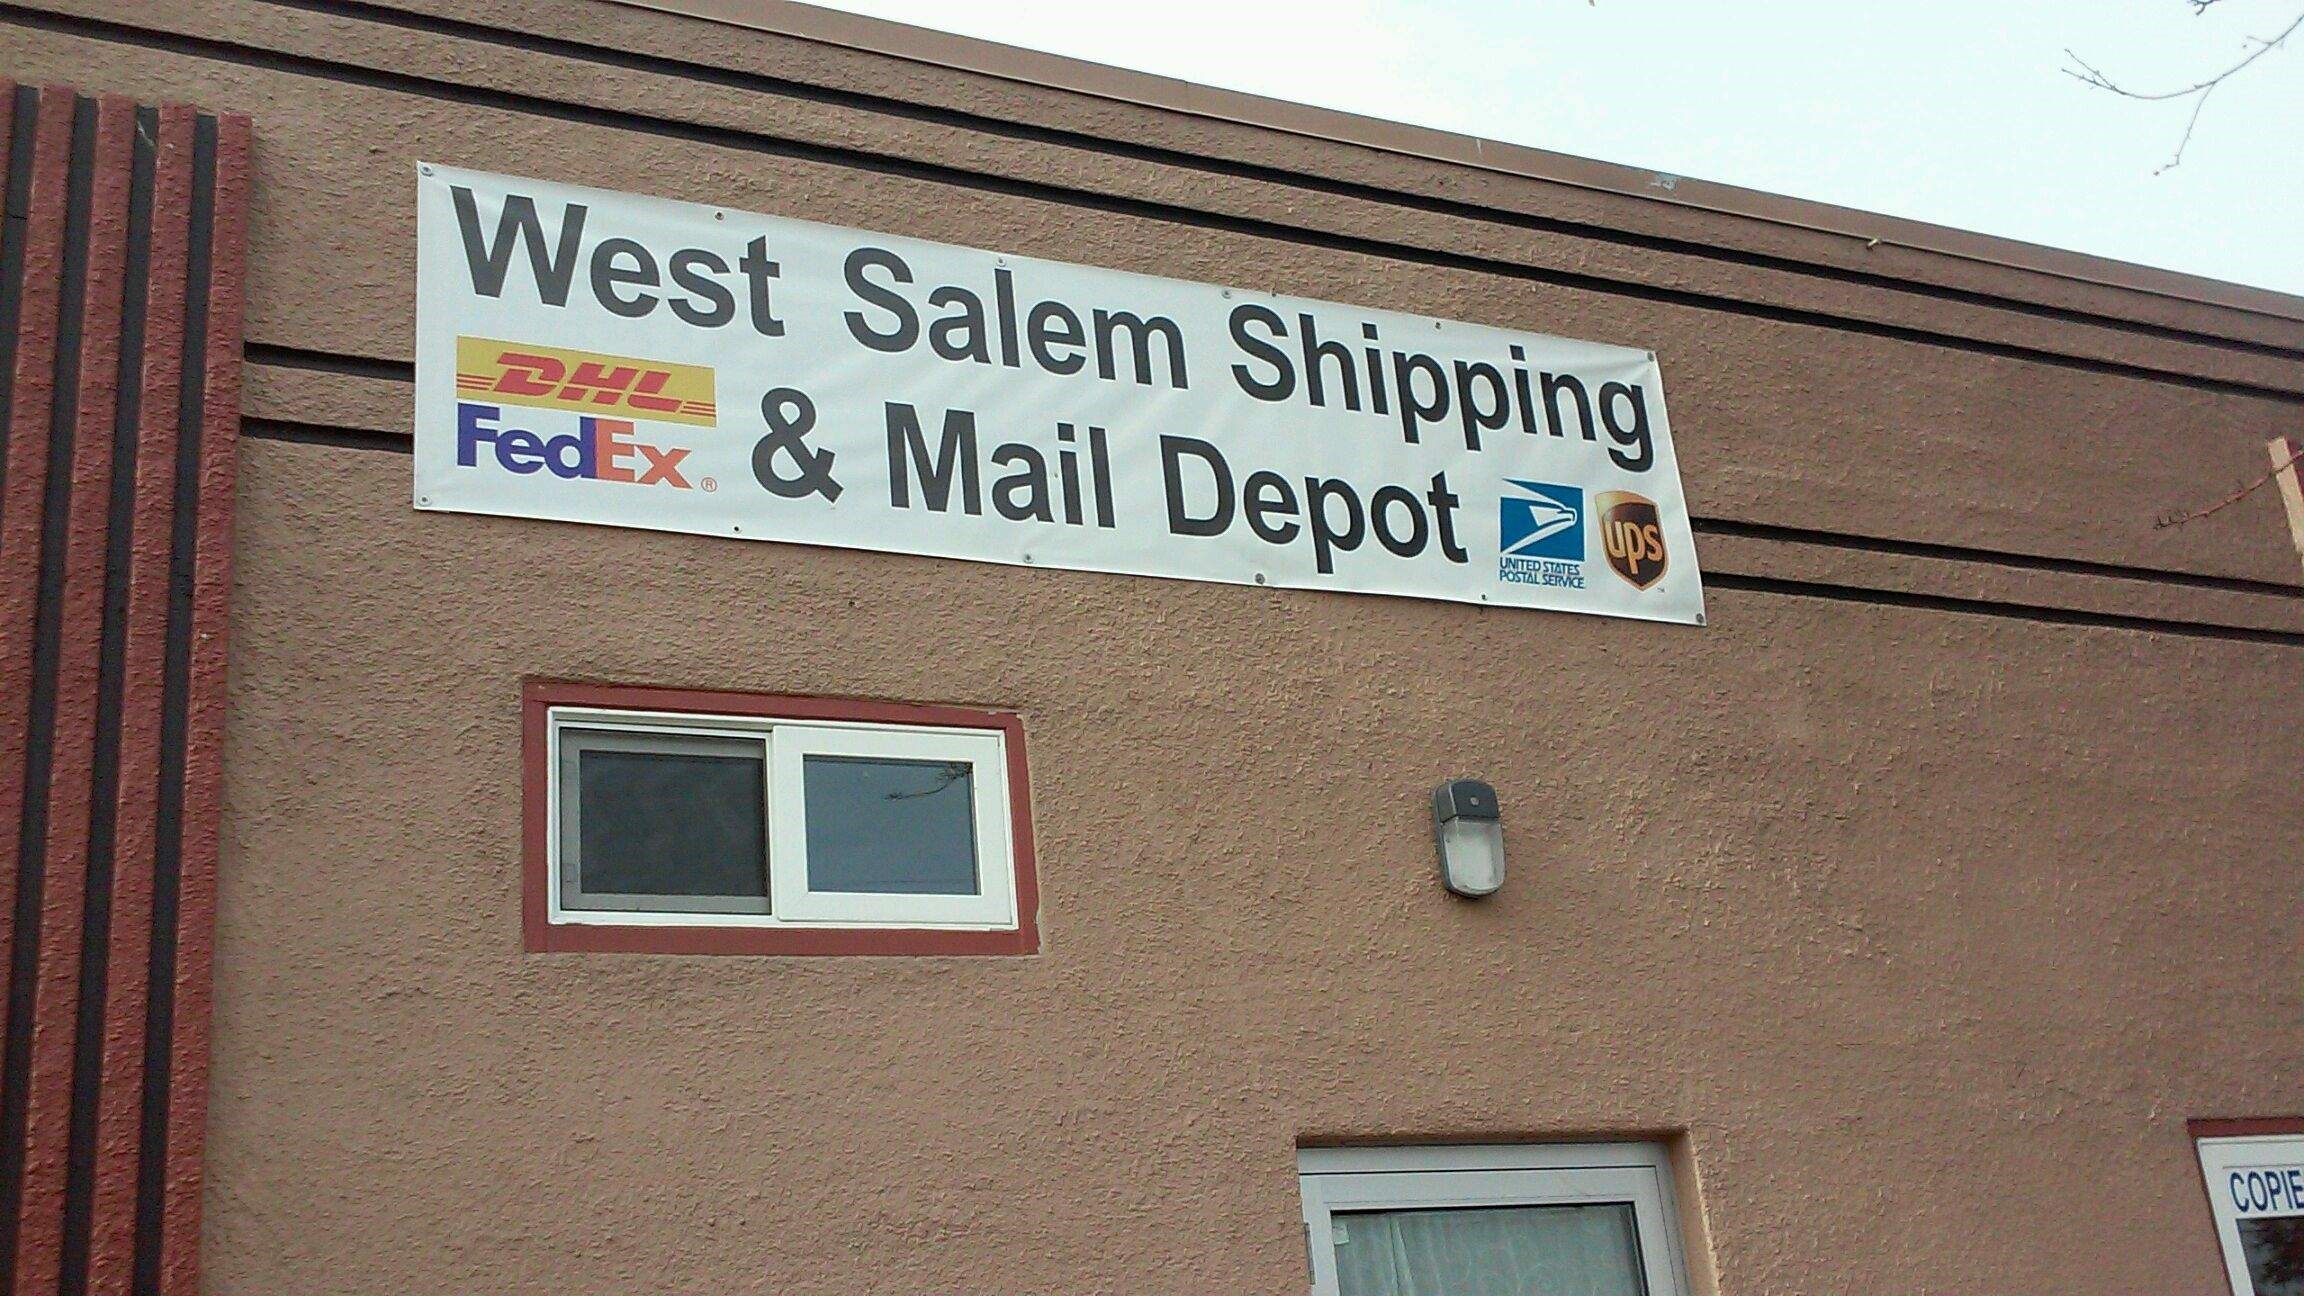 West Salem Shipping
DHL
FedEx ®
& Mail Depot
UNITED STATES
POSTAL SERVICE
ups
COPIE